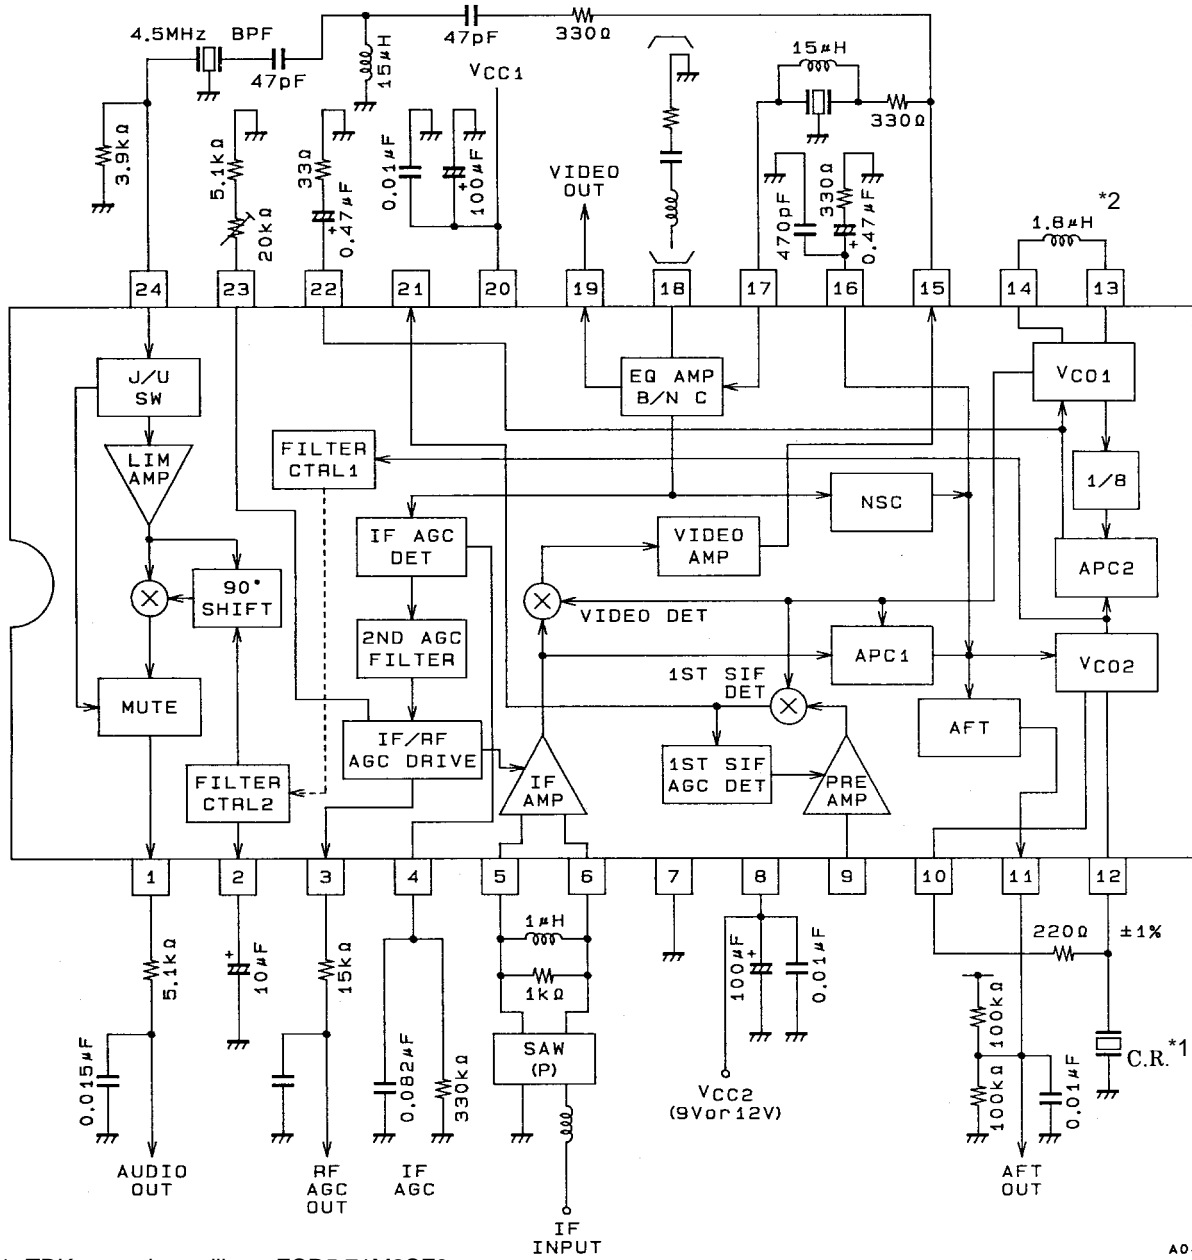 4.5MHz BPF
47pF
15μH
47pF
330Ω
VCC1
15μH
330Ω
3.9kΩ
5.1kΩ
20kΩ
33Ω
0.47μF
0.01μF
100μF
VIDEO
OUT
470pF
330Ω
0.47μF
*2
1.8μH
24
23
22
21
20
19
18
17
16
15
14
13
J/U
SW
LIM
AMP
FILTER
CTRL1
EQ AMP
B/N C
VCO1
1/8
NSC
IF AGC
DET
VIDEO
AMP
APC2
90°
SHIFT
VIDEO DET
2ND AGC
FILTER
APC1
VCO2
1ST SIF
DET
MUTE
IF/RF
AGC DRIVE
AFT
FILTER
CTRL2
IF
AMP
1ST SIF
AGC DET
PRE
AMP
1
2
3
4
5
6
7
8
9
10
11
12
5.1kΩ
10μF
15kΩ
1μH
1kΩ
100μF
0.01μF
220Ω
±1%
100kΩ
100kΩ
0.01μF
C.R.*1
0.015μF
0.082μF
330kΩ
SAW
(P)
VCC2
(9Vor12V)
AUDIO
OUT
RF
AGC
OUT
IF
AGC
IF
INPUT
AFT
OUT